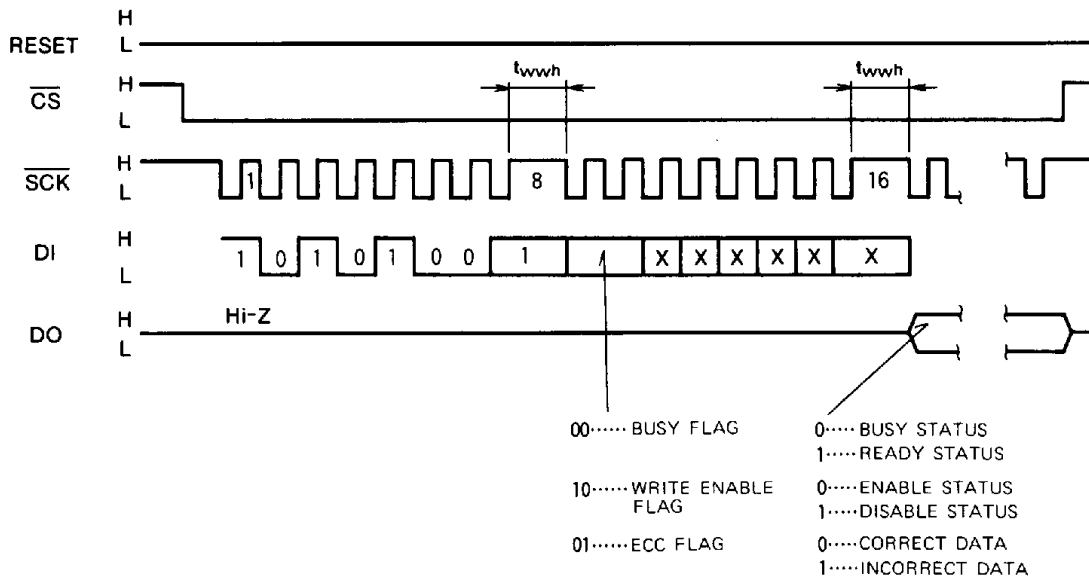 H
RESET L
t_wwh t_wwh
C̅S̅ H
L
S̅C̅K̅ H 1 8 16
L
DI H 1 0 1 0 1 0 0 1 X X X X X X
L
Hi-Z
DO H
L
00······ BUSY FLAG
0····· BUSY STATUS
1····· READY STATUS
10······ WRITE ENABLE
FLAG
0····· ENABLE STATUS
1····· DISABLE STATUS
01······ ECC FLAG
0····· CORRECT DATA
1····· INCORRECT DATA